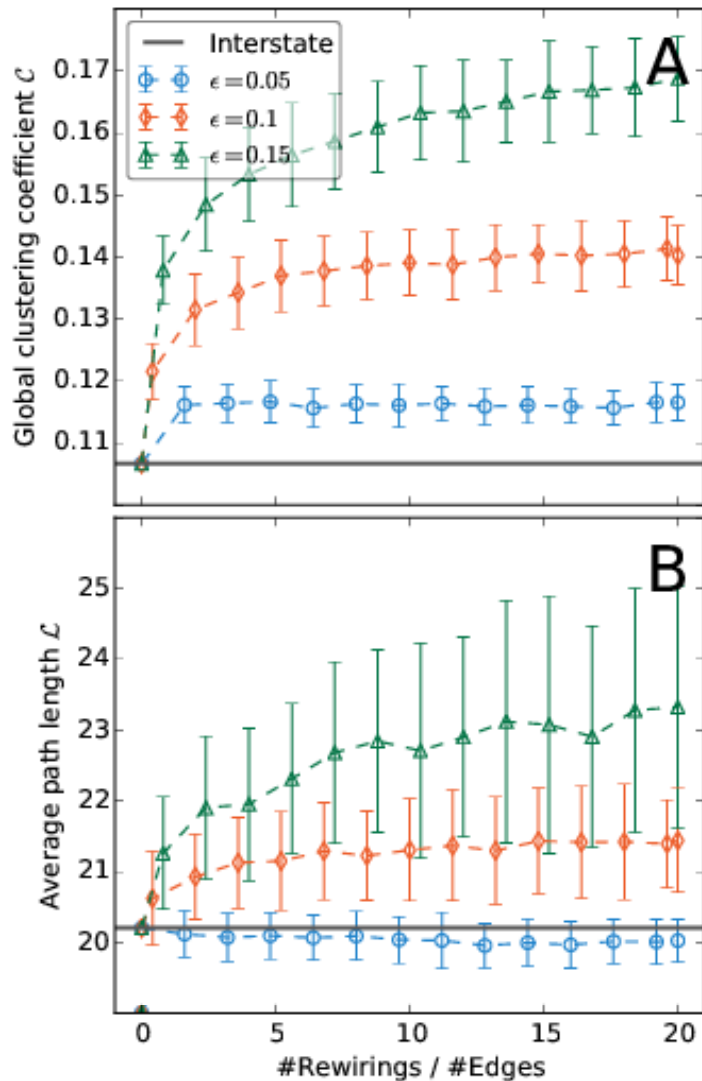 Interstate
ϵ=0.05
ϵ=0.1
ϵ=0.15
A
0.17
0.16
0.15
0.14
0.13
0.12
0.11
Global clustering coefficient 𝒞
B
25
24
23
22
21
20
Average path length ℒ
0 5 10 15 20
#Rewirings / #Edges